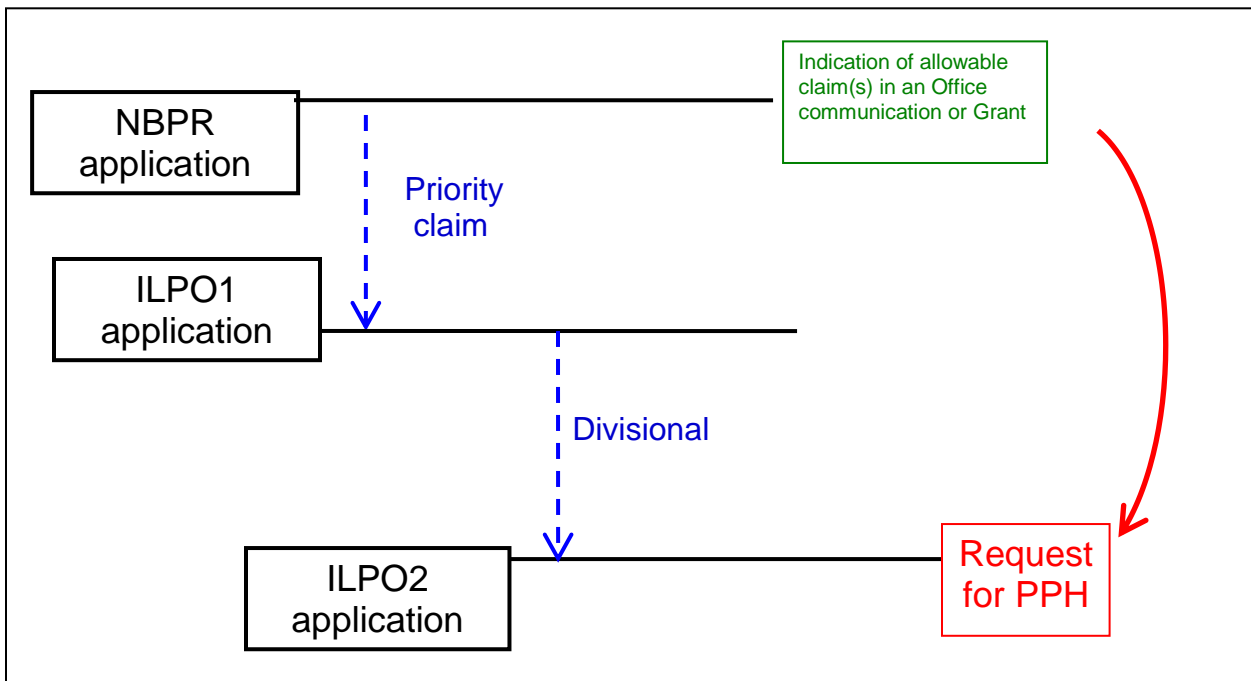 Indication of allowable
claim(s) in an Office
communication or Grant
NBPR
application
Priority
claim
ILPO1
application
Divisional
ILPO2
application
Request
for PPH